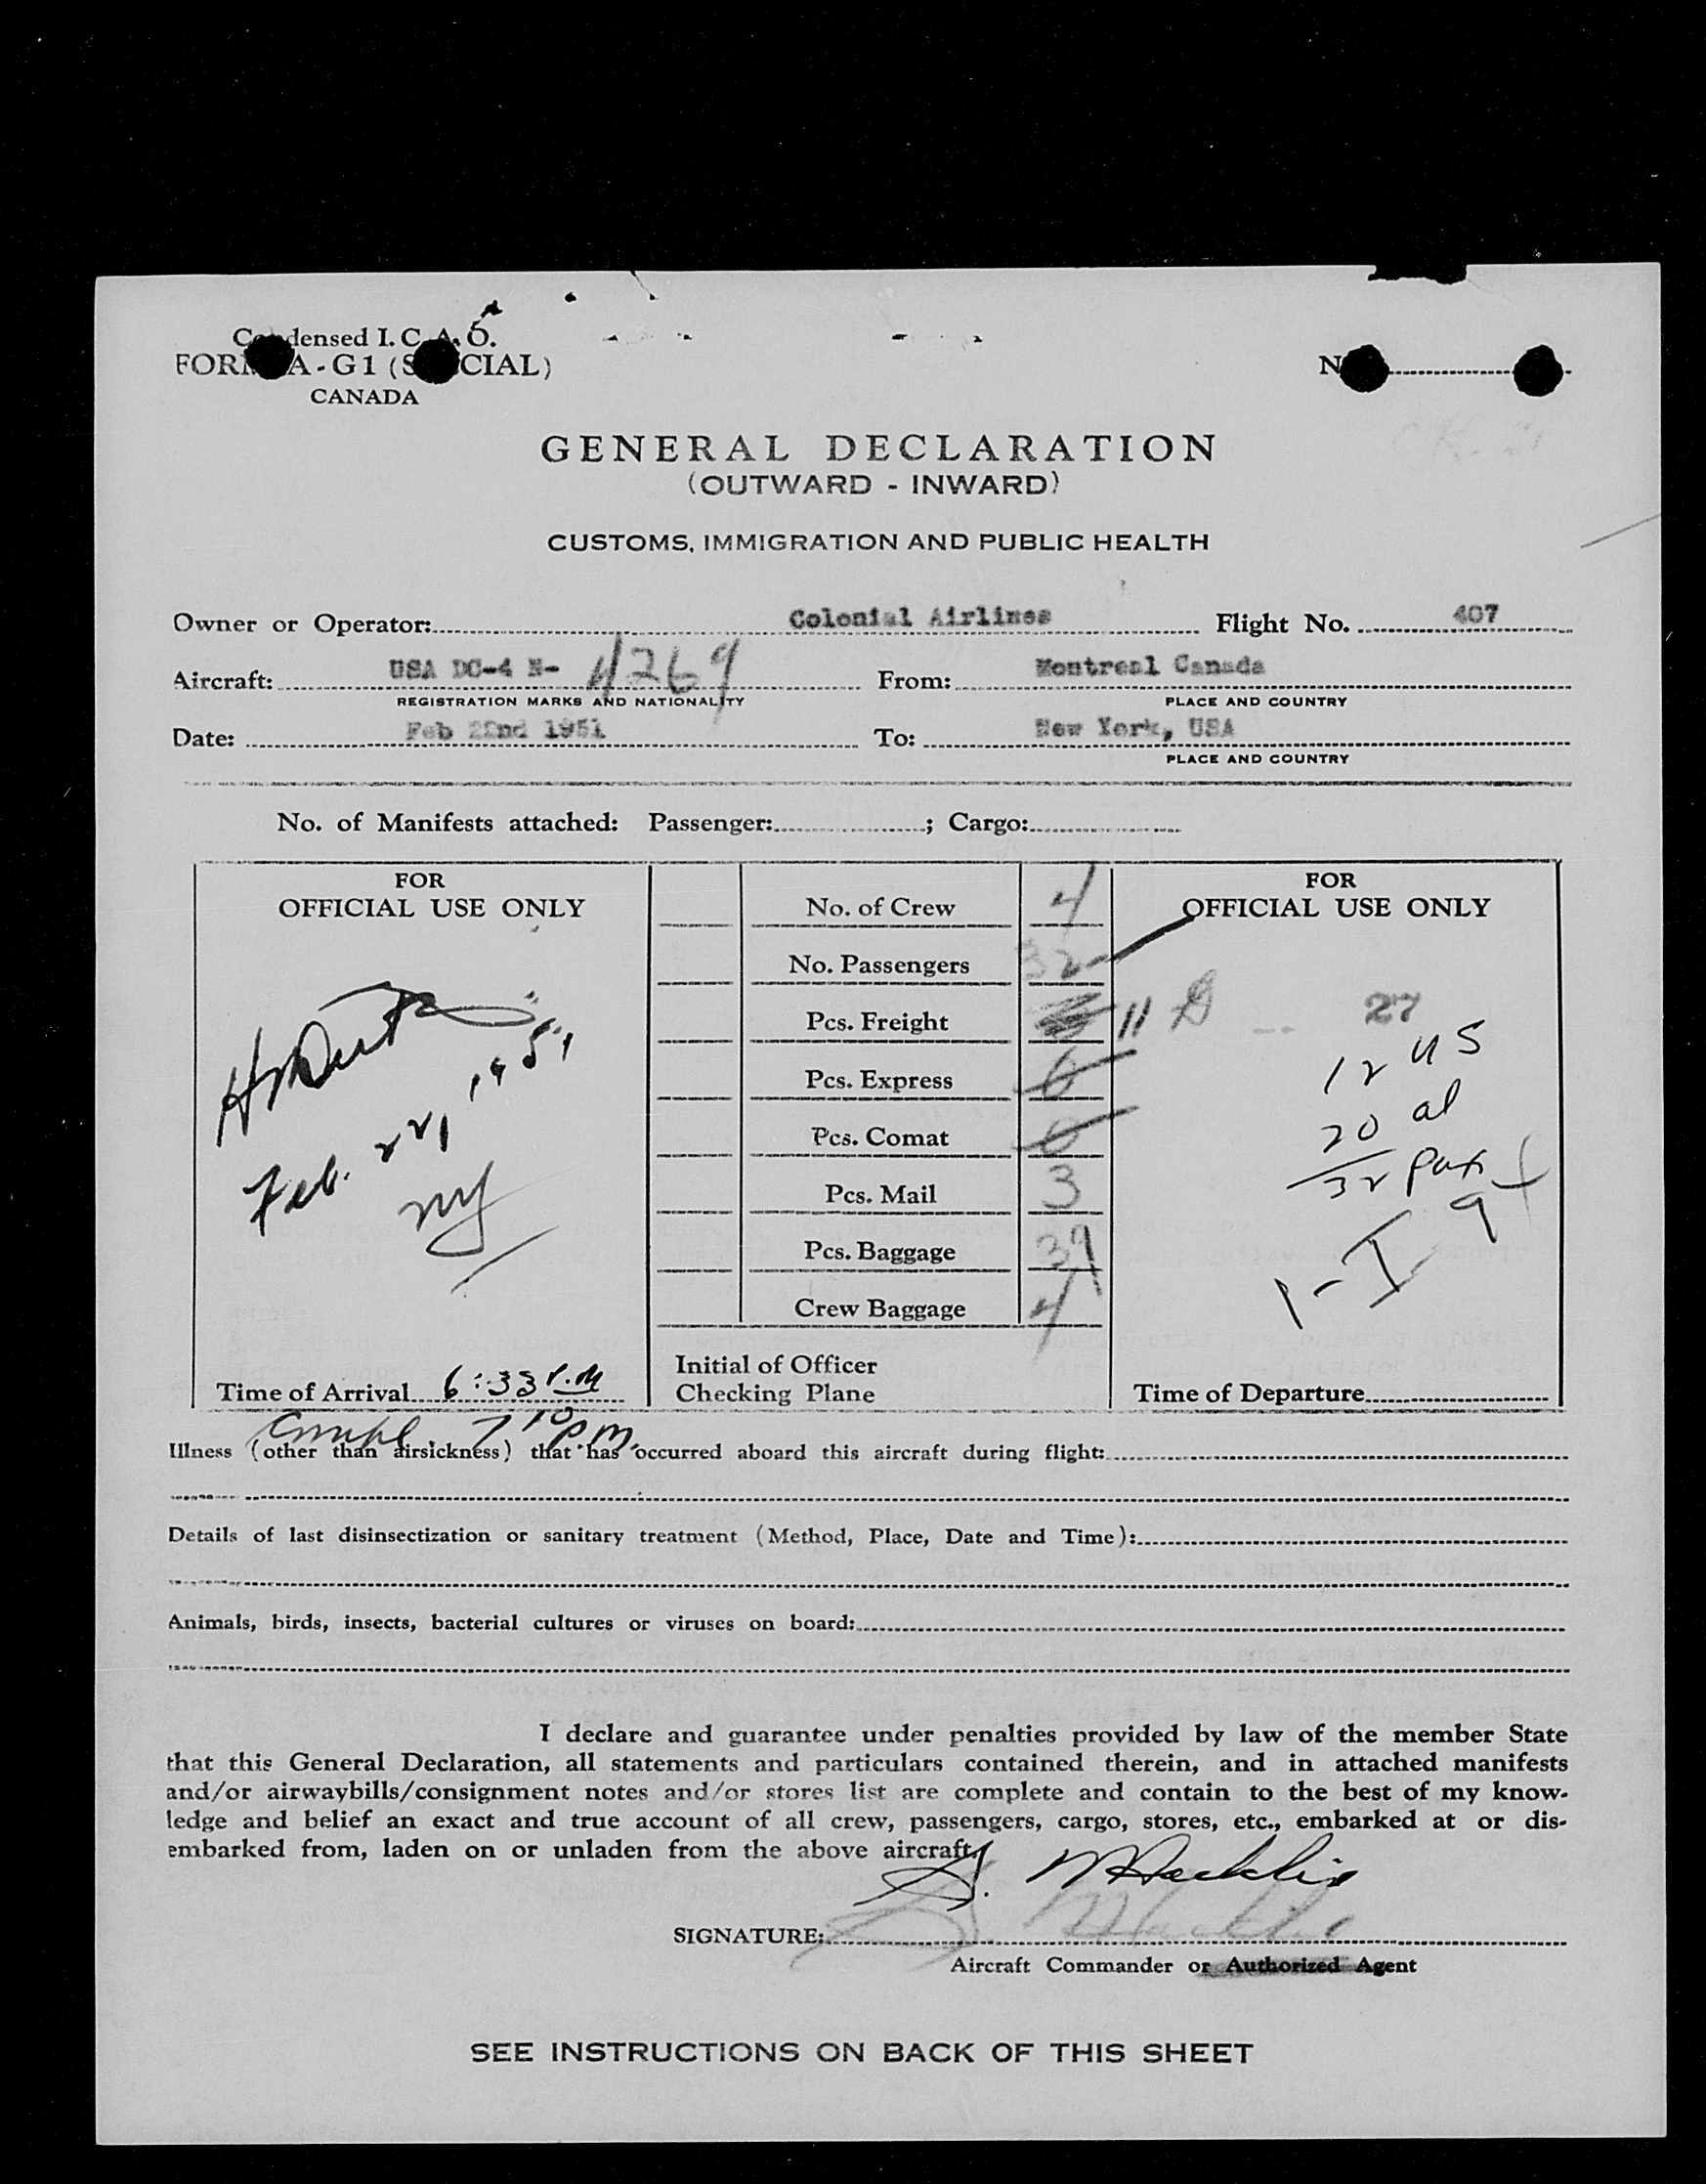 Condensed I. C. A. O.
FORM A - G1 (SPECIAL)
CANADA
GENERAL DECLARATION
(OUTWARD - INWARD)
CUSTOMS, IMMIGRATION AND PUBLIC HEALTH
Owner or Operator: Colonial Airlines Flight No. 407
Aircraft: USA DC-4 N- 4269 From: Montreal Canada
REGISTRATION MARKS AND NATIONALITY PLACE AND COUNTRY
Date: Feb 22nd 1951 To: New York, USA
PLACE AND COUNTRY
No. of Manifests attached: Passenger: ; Cargo:
FOR
OFFICIAL USE ONLY
Feb. 22, 1951
NY
Time of Arrival 6:33 P.M
7 10 PM
No. of Crew 4
No. Passengers 32
Pcs. Freight 11
Pcs. Express 0
Pcs. Comat 0
Pcs. Mail 3
Pcs. Baggage 39
Crew Baggage 4
Initial of Officer
Checking Plane
FOR
OFFICIAL USE ONLY
27
12 US
20 al
32 pax
1-I 9
Time of Departure
Illness (other than airsickness) that has occurred aboard this aircraft during flight:
Details of last disinsectization or sanitary treatment (Method, Place, Date and Time):
Animals, birds, insects, bacterial cultures or viruses on board:
I declare and guarantee under penalties provided by law of the member State
that this General Declaration, all statements and particulars contained therein, and in attached manifests
and/or airwaybills/consignment notes and/or stores list are complete and contain to the best of my know-
ledge and belief an exact and true account of all crew, passengers, cargo, stores, etc., embarked at or dis-
embarked from, laden on or unladen from the above aircraft.
SIGNATURE:
Aircraft Commander or Authorized Agent
SEE INSTRUCTIONS ON BACK OF THIS SHEET